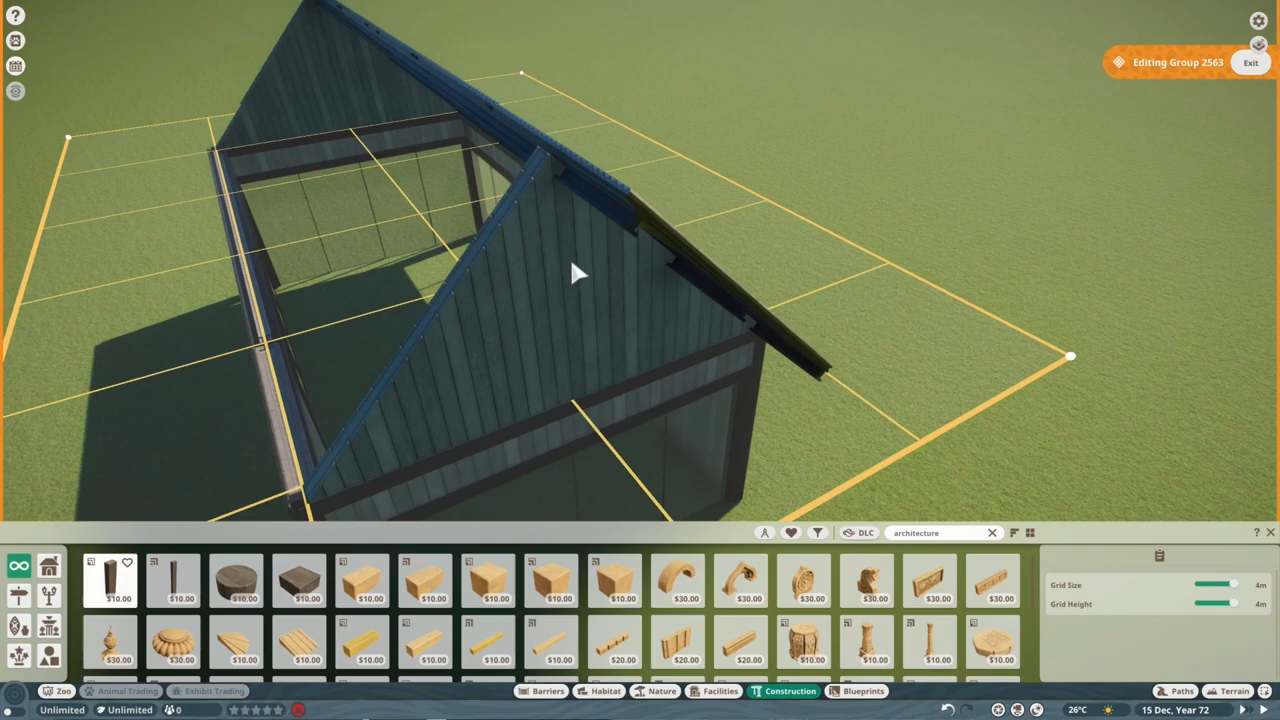 ?
Editing Group 2563
Exit
DLC
architecture
?
$10.00 $10.00 $10.00 $10.00 $10.00 $10.00 $10.00 $10.00 $10.00 $30.00 $30.00 $30.00 $30.00 $30.00 $30.00
Grid Size 4m
Grid Height 4m
$30.00 $30.00 $10.00 $10.00 $10.00 $10.00 $10.00 $10.00 $20.00 $20.00 $20.00 $10.00 $10.00 $10.00 $10.00
Zoo Animal Trading Exhibit Trading Barriers Habitat Nature Facilities Construction Blueprints Paths Terrain
Unlimited Unlimited 0 26°C 15 Dec, Year 72